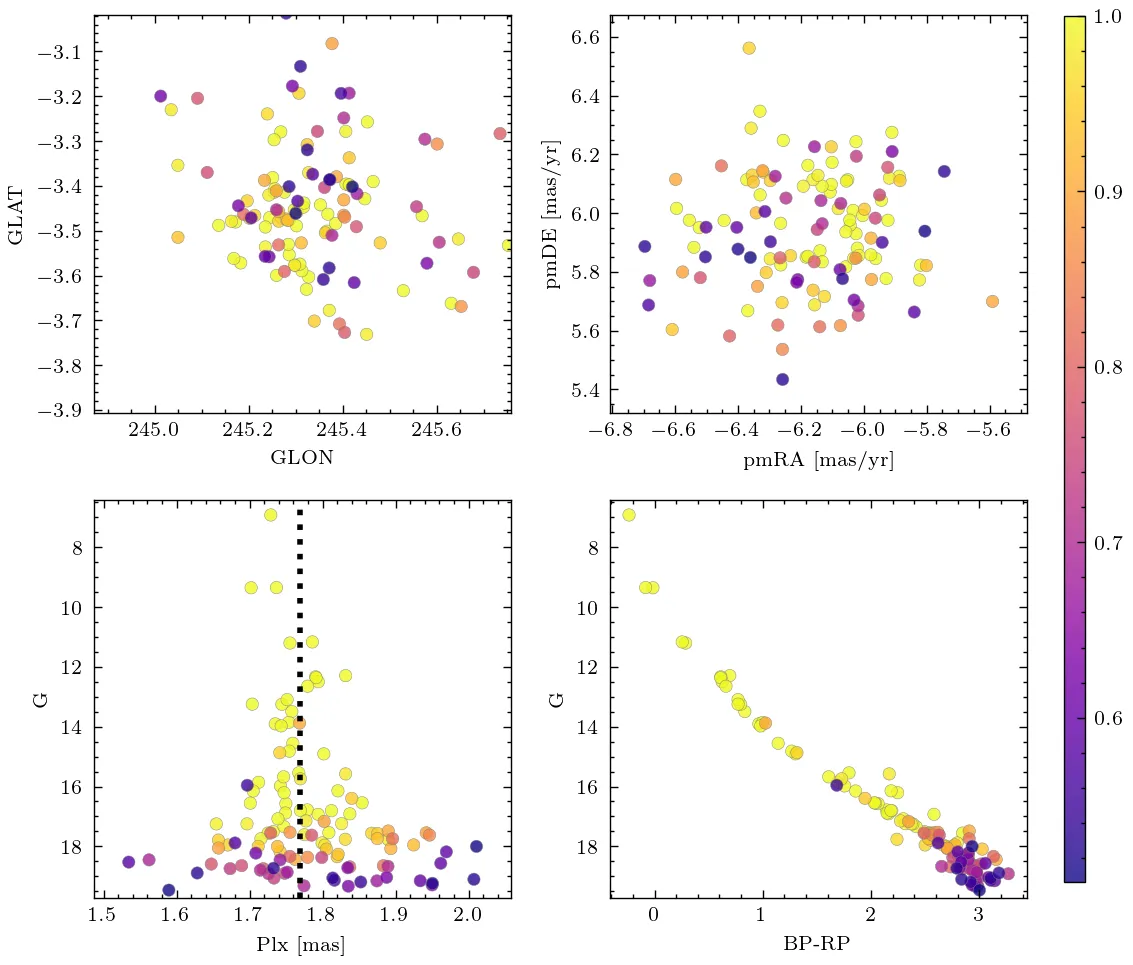 −3.1
−3.2
−3.3
−3.4
−3.5
−3.6
−3.7
−3.8
−3.9
GLAT
245.0 245.2 245.4 245.6
GLON
6.6
6.4
6.2
6.0
5.8
5.6
5.4
pmDE [mas/yr]
−6.8 −6.6 −6.4 −6.2 −6.0 −5.8 −5.6
pmRA [mas/yr]
1.0
0.9
0.8
0.7
0.6
8
10
12
14
16
18
G
1.5 1.6 1.7 1.8 1.9 2.0
Plx [mas]
8
10
12
14
16
18
G
0 1 2 3
BP-RP